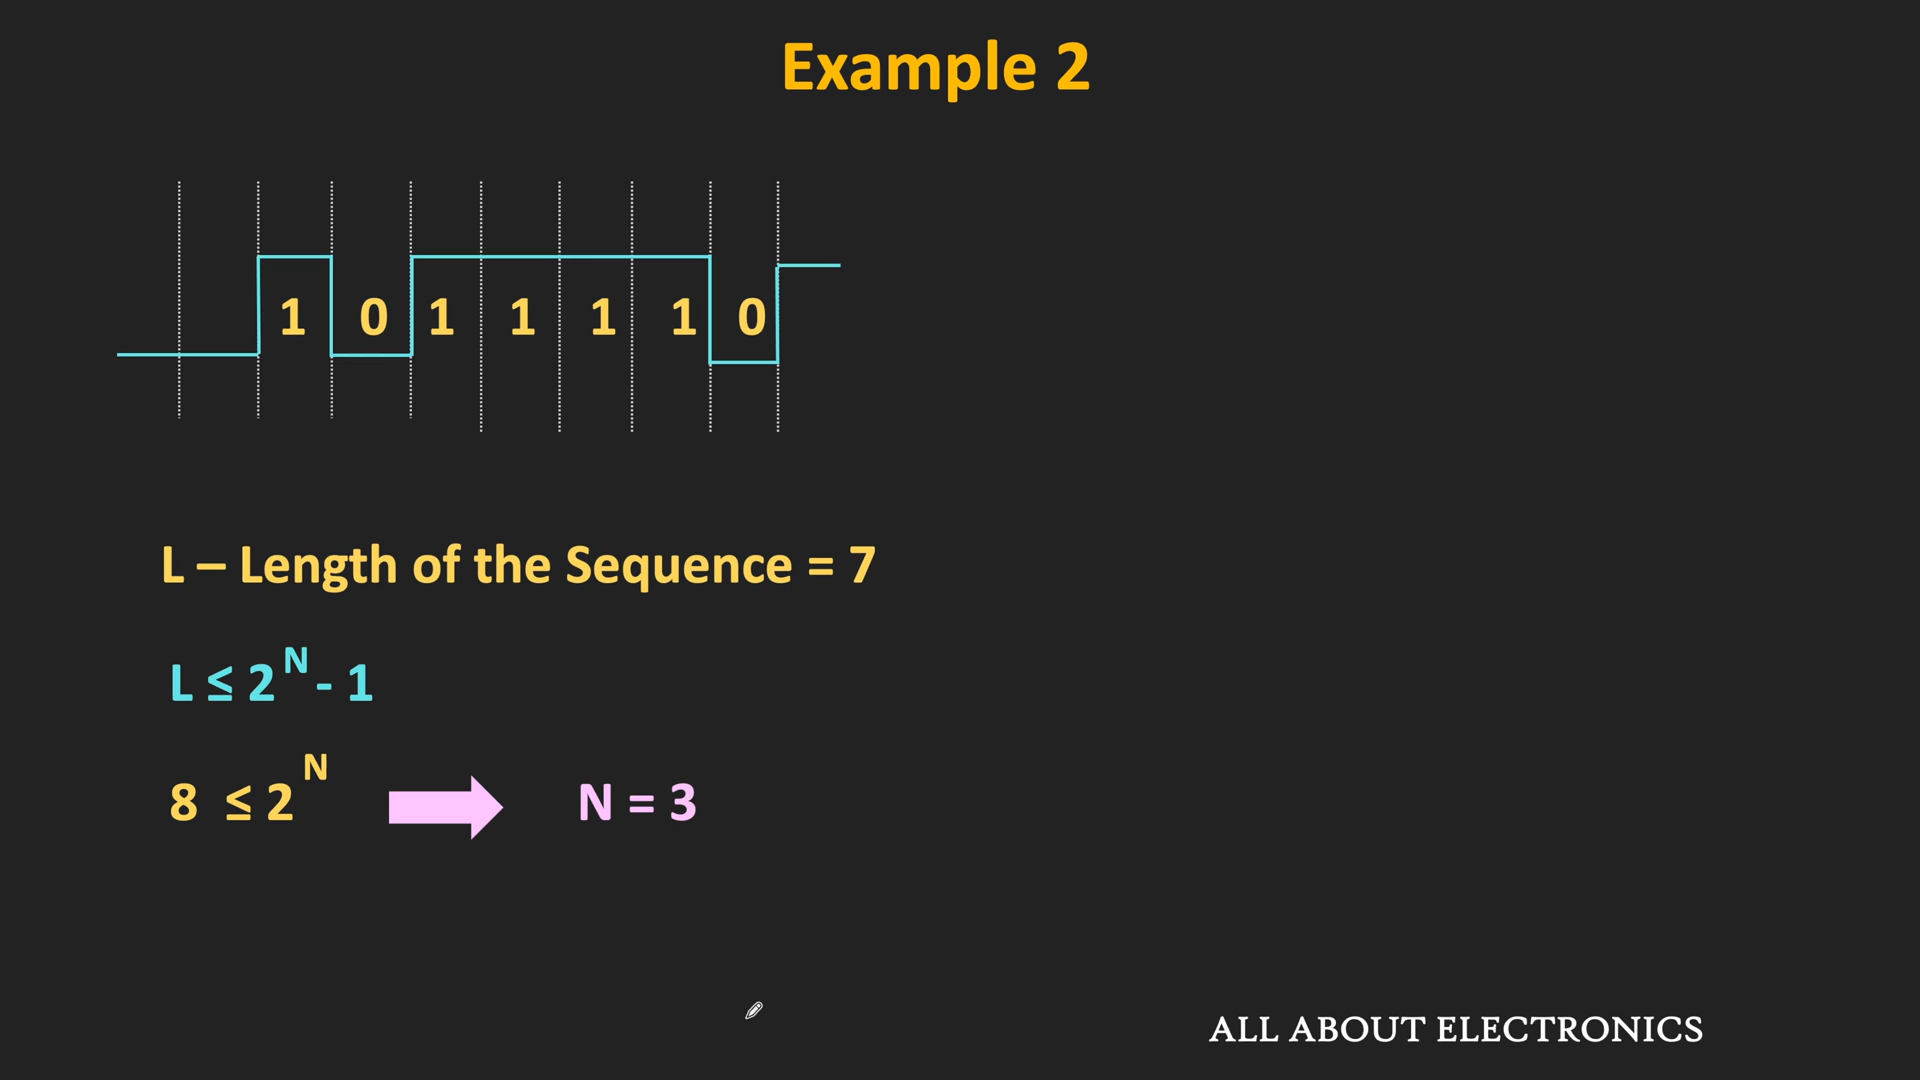 Example 2
1 0 1 1 1 1 0
L – Length of the Sequence = 7
L ≤ 2^N - 1
8 ≤ 2^N N = 3
ALL ABOUT ELECTRONICS